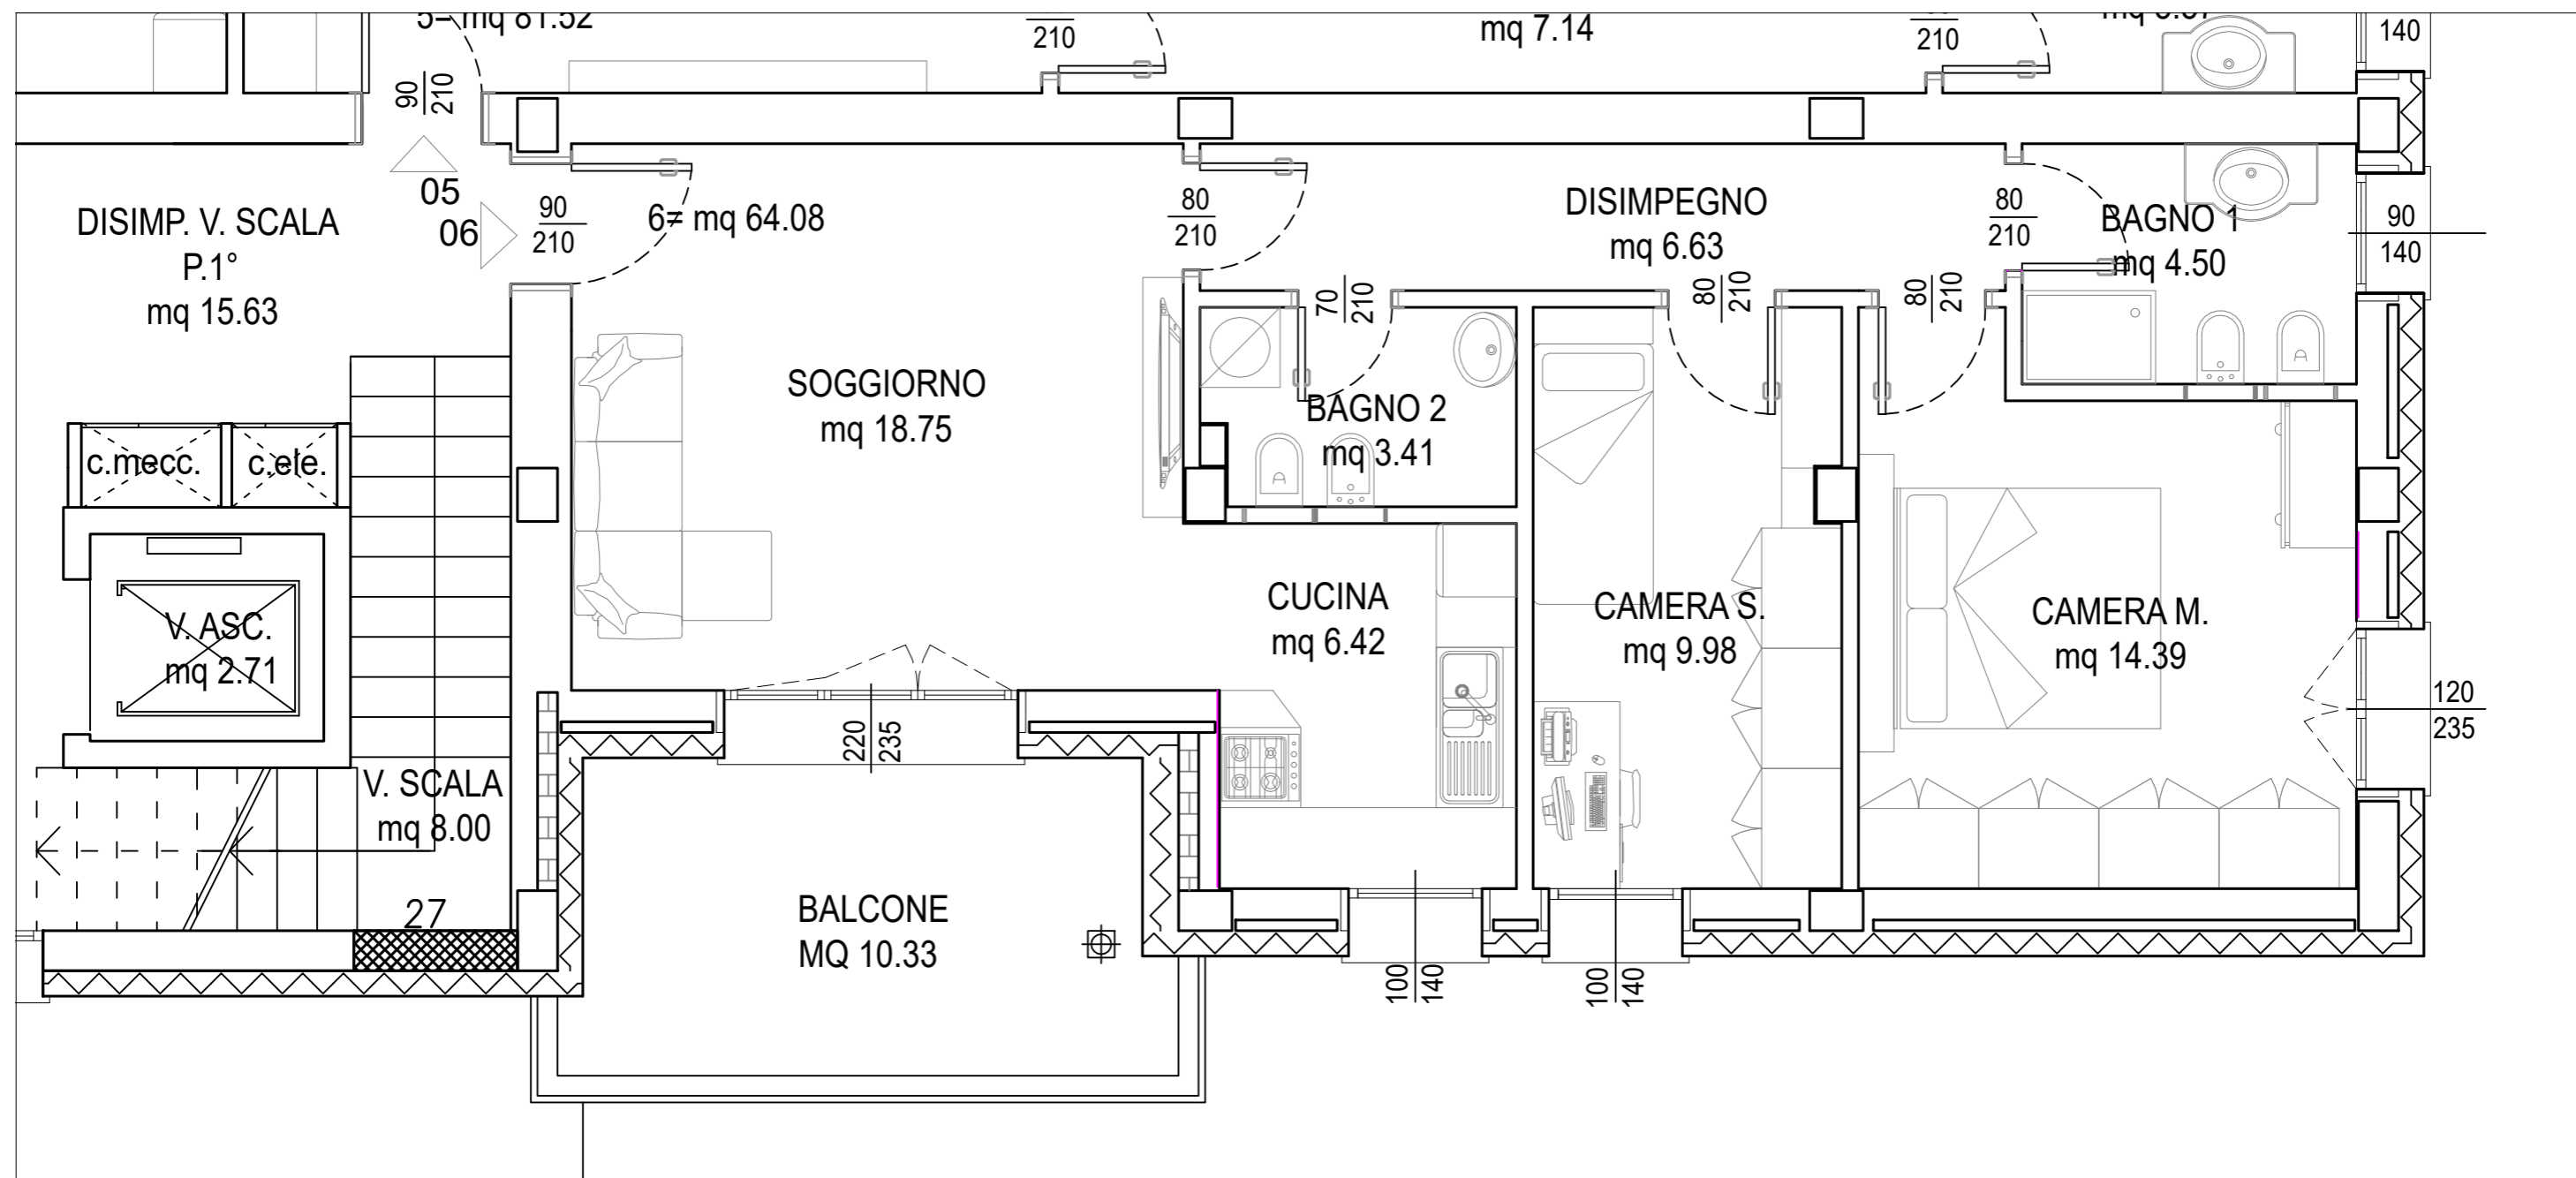 5= mq 81.52
210
mq 7.14
210
140
90
210
05
06
DISIMP. V. SCALA
P.1°
mq 15.63
90
210
6= mq 64.08
80
210
DISIMPEGNO
mq 6.63
80
210
BAGNO 1
mq 4.50
90
140
70
210
80
210
80
210
SOGGIORNO
mq 18.75
BAGNO 2
mq 3.41
c.mecc.
c.ele.
CUCINA
mq 6.42
CAMERA S.
mq 9.98
CAMERA M.
mq 14.39
V. ASC.
mq 2.71
120
235
220
235
V. SCALA
mq 8.00
27
BALCONE
MQ 10.33
100
140
100
140